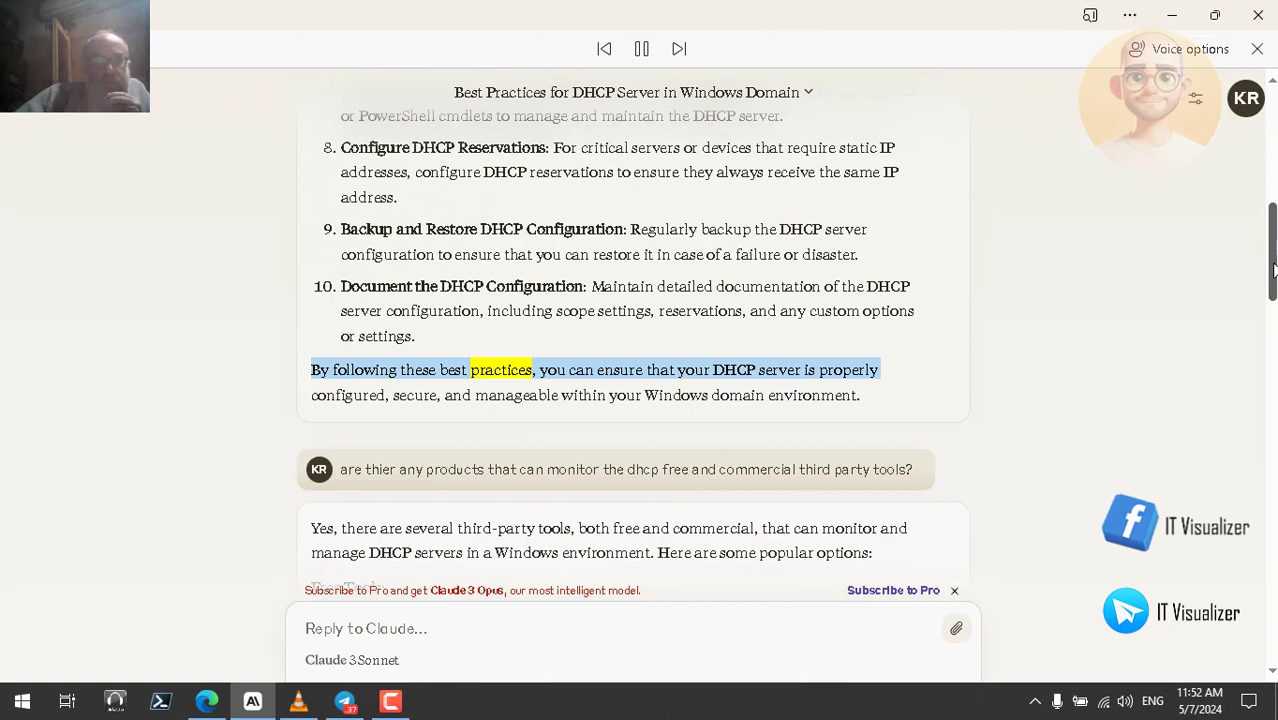 Voice options
Best Practices for DHCP Server in Windows Domain
KR
or PowerShell cmdlets to manage and maintain the DHCP server.
8. Configure DHCP Reservations: For critical servers or devices that require static IP
addresses, configure DHCP reservations to ensure they always receive the same IP
address.
9. Backup and Restore DHCP Configuration: Regularly backup the DHCP server
configuration to ensure that you can restore it in case of a failure or disaster.
10. Document the DHCP Configuration: Maintain detailed documentation of the DHCP
server configuration, including scope settings, reservations, and any custom options
or settings.
By following these best practices, you can ensure that your DHCP server is properly
configured, secure, and manageable within your Windows domain environment.
KR are thier any products that can monitor the dhcp free and commercial third party tools?
Yes, there are several third-party tools, both free and commercial, that can monitor and
manage DHCP servers in a Windows environment. Here are some popular options:
Free Tools:
Subscribe to Pro and get Claude 3 Opus, our most intelligent model.
Subscribe to Pro
Reply to Claude...
Claude 3 Sonnet
IT Visualizer
IT Visualizer
37
ENG
11:52 AM
5/7/2024